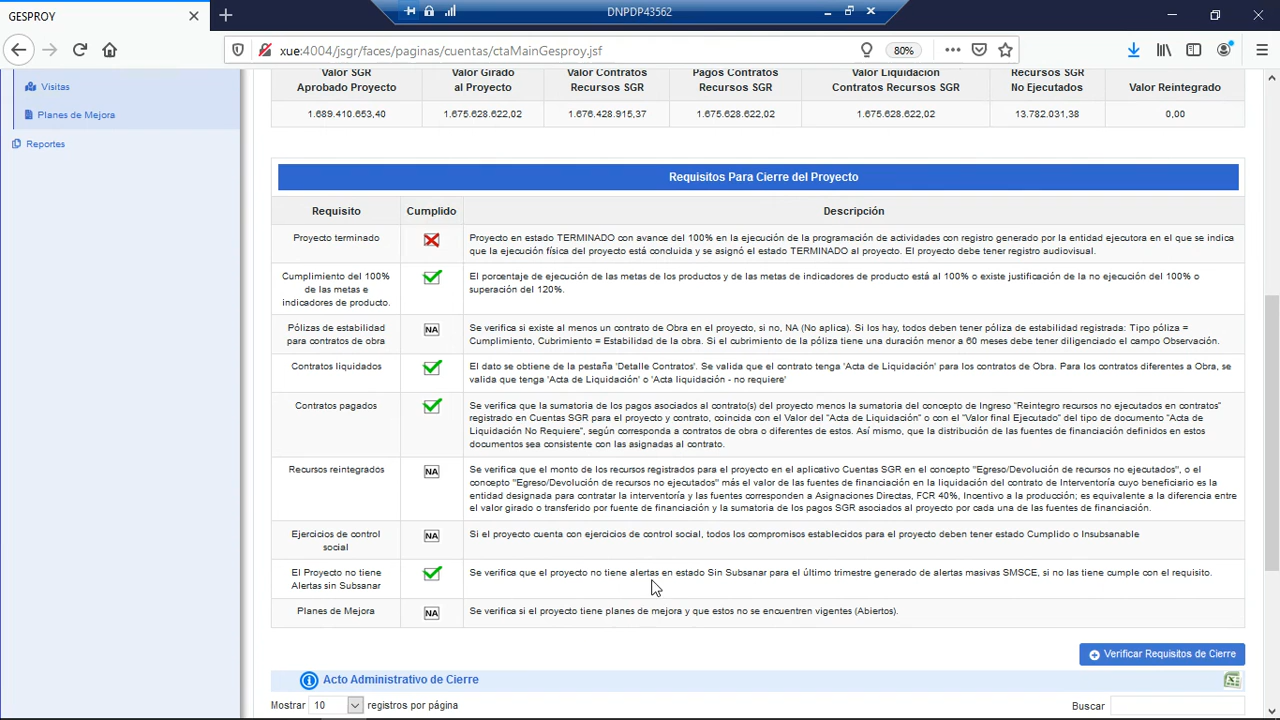 GESPROY
DNPDP43562
xue:4004/jsgr/faces/paginas/cuentas/ctaMainGesproy.jsf
80%
Visitas
Planes de Mejora
Reportes
Valor SGR
Aprobado Proyecto
Valor Girado
al Proyecto
Valor Contratos
Recursos SGR
Pagos Contratos
Recursos SGR
Valor Liquidación
Contratos Recursos SGR
Recursos SGR
No Ejecutados
Valor Reintegrado
1.689.410.653,40
1.675.628.622,02
1.676.428.915,37
1.675.628.622,02
1.675.628.622,02
13.782.031,38
0,00
Requisitos Para Cierre del Proyecto
Requisito
Cumplido
Descripción
Proyecto terminado
Proyecto en estado TERMINADO con avance del 100% en la ejecución de la programación de actividades con registro generado por la entidad ejecutora en el que se indica
que la ejecución física del proyecto está concluida y se asignó el estado TERMINADO al proyecto. El proyecto debe tener registro audiovisual.
Cumplimiento del 100%
de las metas e
indicadores de producto.
El porcentaje de ejecución de las metas de los productos y de las metas de indicadores de producto está al 100% o existe justificación de la no ejecución del 100% o
superación del 120%.
Pólizas de estabilidad
para contratos de obra
NA
Se verifica si existe al menos un contrato de Obra en el proyecto, si no, NA (No aplica). Si los hay, todos deben tener póliza de estabilidad registrada: Tipo póliza =
Cumplimiento, Cubrimiento = Estabilidad de la obra. Si el cubrimiento de la póliza tiene una duración menor a 60 meses debe tener diligenciado el campo Observación.
Contratos liquidados
El dato se obtiene de la pestaña 'Detalle Contratos'. Se valida que el contrato tenga 'Acta de Liquidación' para los contratos de Obra. Para los contratos diferentes a Obra, se
valida que tenga 'Acta de Liquidación' o 'Acta liquidación - no requiere'
Contratos pagados
Se verifica que la sumatoria de los pagos asociados al contrato(s) del proyecto menos la sumatoria del concepto de Ingreso "Reintegro recursos no ejecutados en contratos"
registrado en Cuentas SGR para el proyecto y contrato, coincida con el Valor del "Acta de Liquidación" o con el "Valor final Ejecutado" del tipo de documento "Acta de
Liquidación No Requiere", según corresponda a contratos de obra o diferentes de estos. Así mismo, que la distribución de las fuentes de financiación definidos en estos
documentos sea consistente con las asignadas al contrato.
Recursos reintegrados
NA
Se verifica que el monto de los recursos registrados para el proyecto en el aplicativo Cuentas SGR en el concepto "Egreso/Devolución de recursos no ejecutados", o el
concepto "Egreso/Devolución de recursos no ejecutados" más el valor de las fuentes de financiación en la liquidación del contrato de Interventoría cuyo beneficiario es la
entidad designada para contratar la interventoría y las fuentes corresponden a Asignaciones Directas, FCR 40%, Incentivo a la producción; es equivalente a la diferencia entre
el valor girado o transferido por fuente de financiación y la sumatoria de los pagos SGR asociados al proyecto por cada una de las fuentes de financiación.
Ejercicios de control
social
NA
Si el proyecto cuenta con ejercicios de control social, todos los compromisos establecidos para el proyecto deben tener estado Cumplido o Insubsanable
El Proyecto no tiene
Alertas sin Subsanar
Se verifica que el proyecto no tiene alertas en estado Sin Subsanar para el último trimestre generado de alertas masivas SMSCE, si no las tiene cumple con el requisito.
Planes de Mejora
NA
Se verifica si el proyecto tiene planes de mejora y que estos no se encuentren vigentes (Abiertos).
Verificar Requisitos de Cierre
Acto Administrativo de Cierre
Mostrar 10 registros por página
Buscar